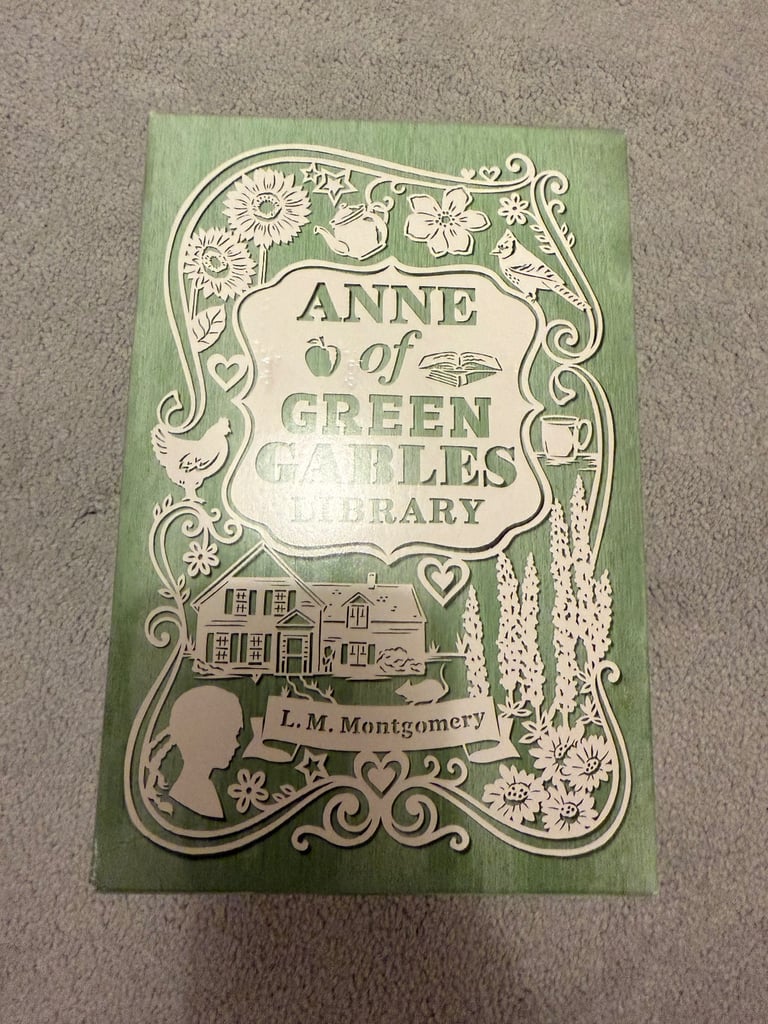 ANNE
of
GREEN
GABLES
LIBRARY
L. M. Montgomery